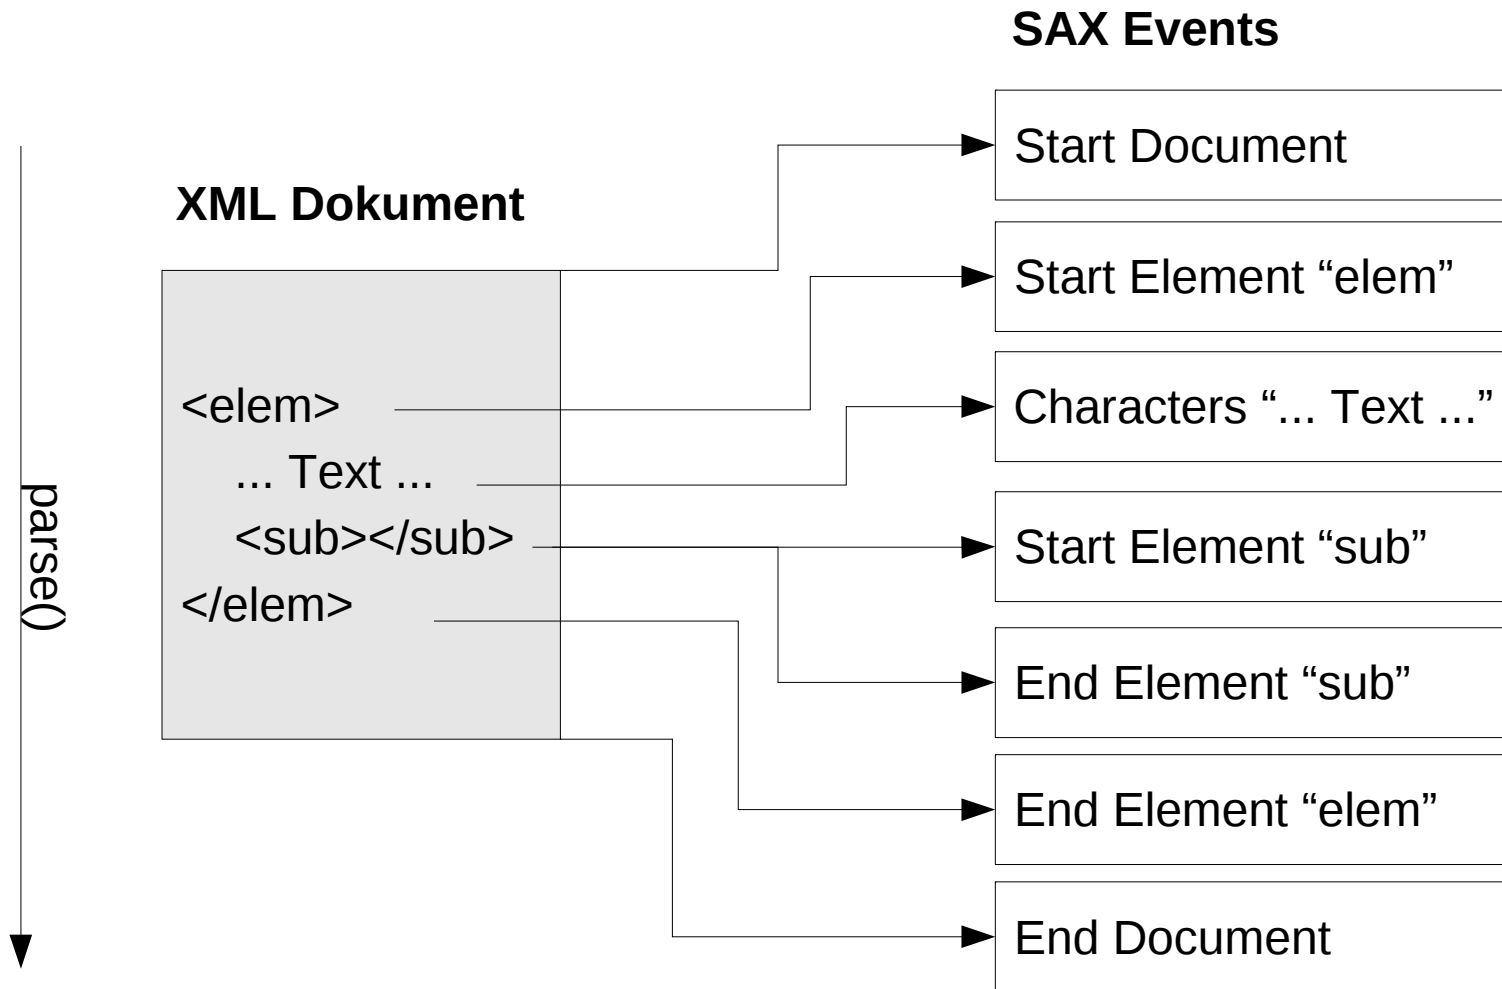 SAX Events
Start Document
XML Dokument
Start Element “elem”
<elem>
Characters “... Text ...”
... Text ...
parse()
<sub></sub>
Start Element “sub”
</elem>
End Element “sub”
End Element “elem”
End Document